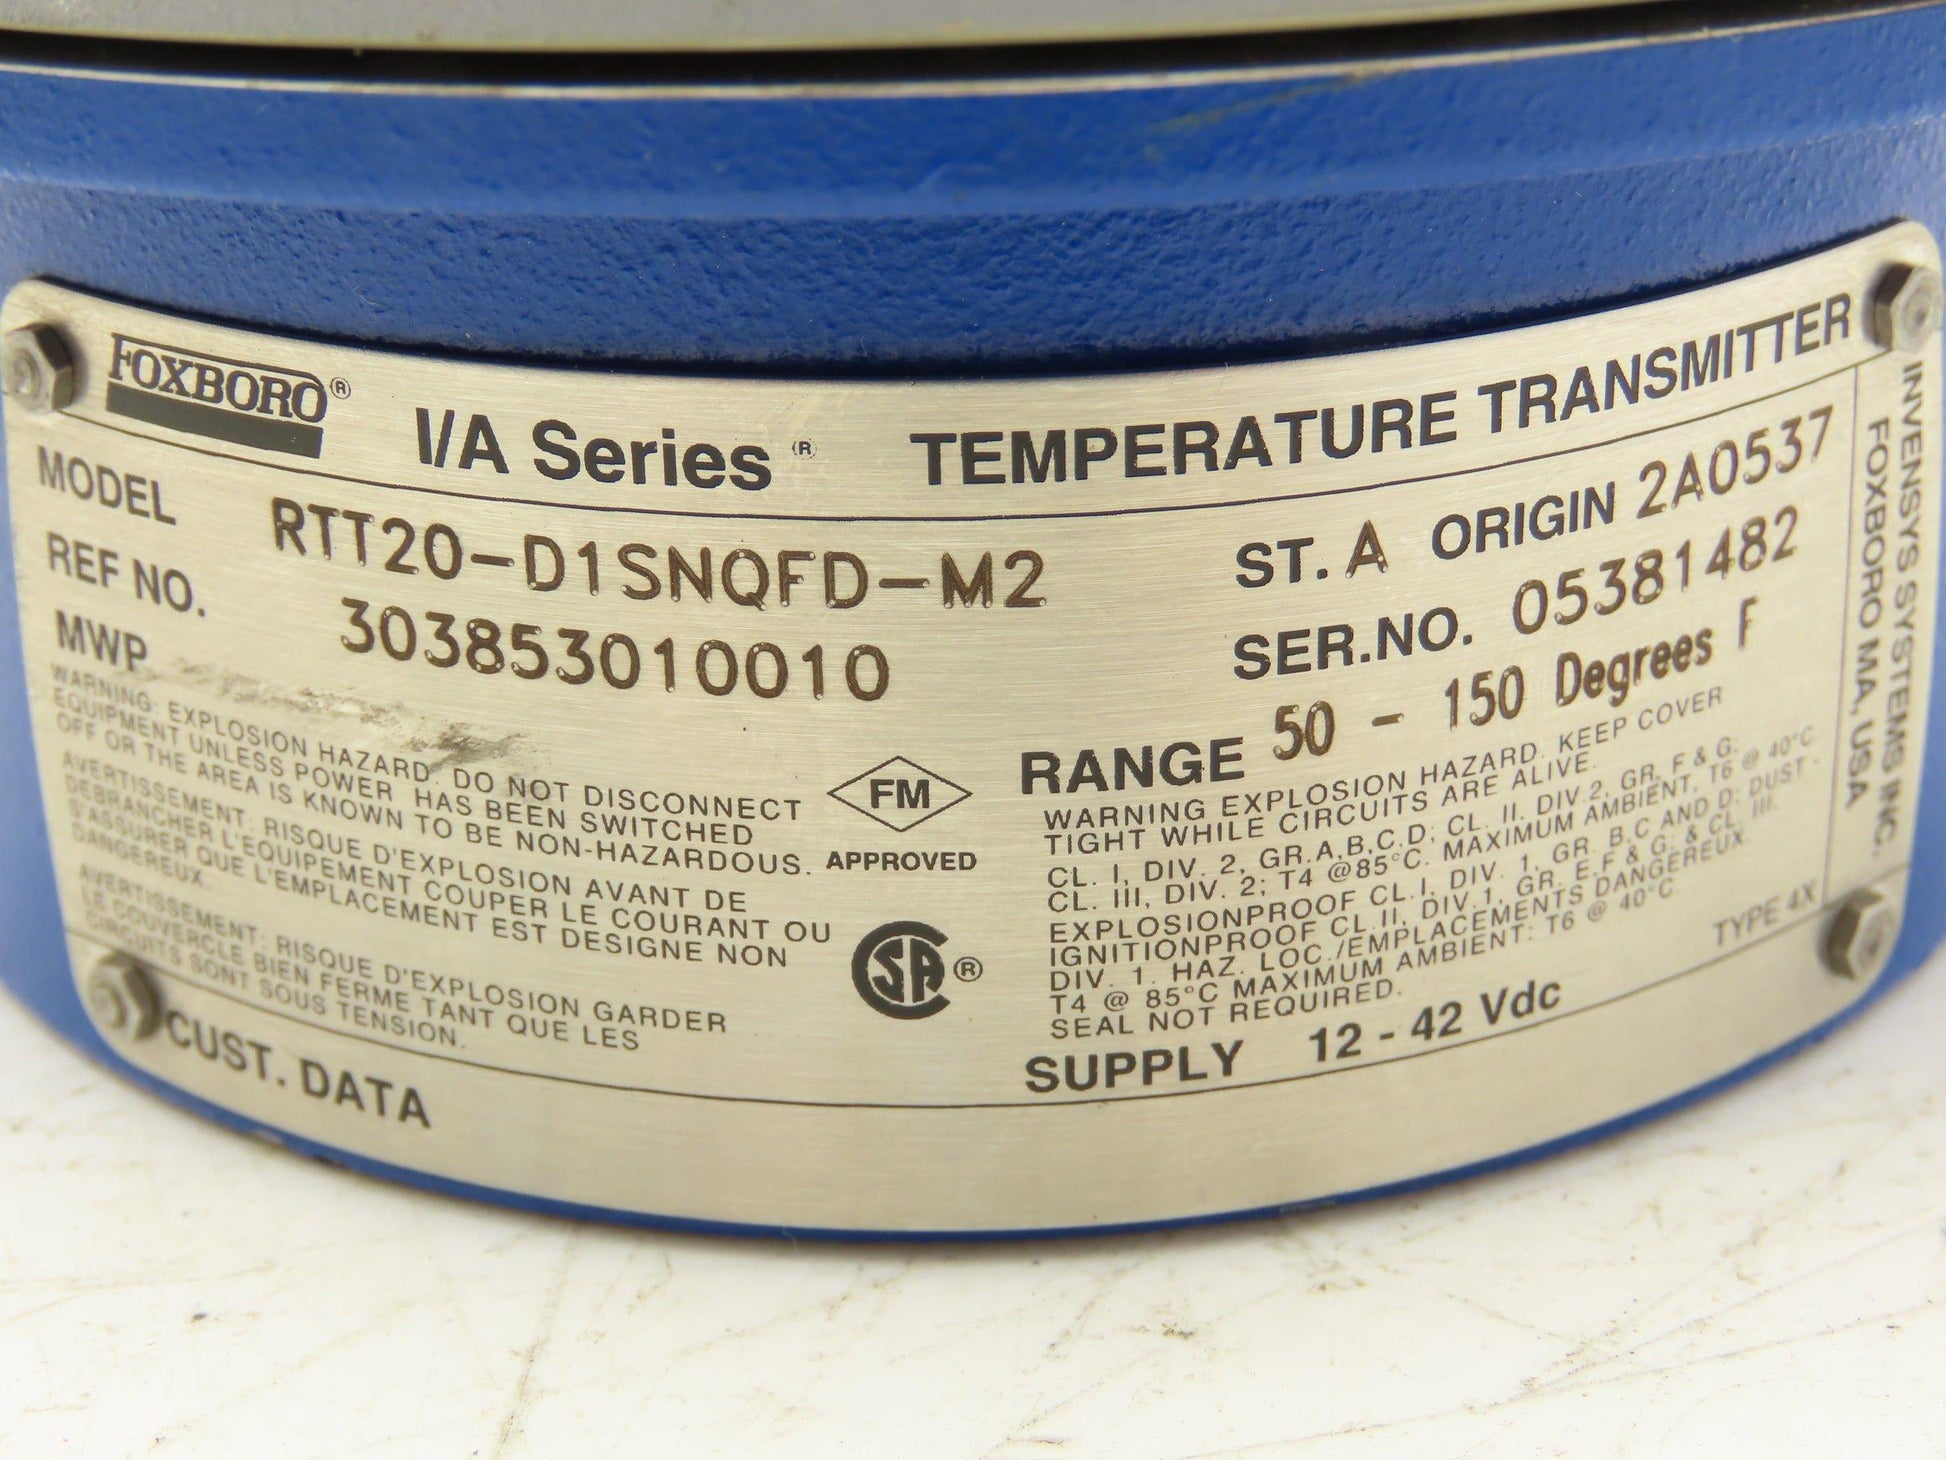 FOXBORO®
I/A Series® TEMPERATURE TRANSMITTER
MODEL RTT20-D1SNQFD-M2
ST. A ORIGIN 2A0537
REF NO. 303853010010
SER.NO. 05381482
MWP
RANGE 50 - 150 Degrees F
WARNING: EXPLOSION HAZARD. DO NOT DISCONNECT
EQUIPMENT UNLESS POWER HAS BEEN SWITCHED
OFF OR THE AREA IS KNOWN TO BE NON-HAZARDOUS.
AVERTISSEMENT: RISQUE D'EXPLOSION AVANT DE
DEBRANCHER L'EQUIPEMENT COUPER LE COURANT OU
S'ASSURER QUE L'EMPLACEMENT EST DESIGNE NON
DANGEREUX.
AVERTISSEMENT: RISQUE D'EXPLOSION GARDER
LE COUVERCLE BIEN FERME TANT QUE LES
CIRCUITS SONT SOUS TENSION.
FM
APPROVED
SA®
WARNING EXPLOSION HAZARD. KEEP COVER
TIGHT WHILE CIRCUITS ARE ALIVE.
CL. I, DIV. 2, GR.A,B,C,D; CL. II, DIV.2, GR. F & G.
CL. III, DIV. 2; T4 @85°C. MAXIMUM AMBIENT, T6 @ 40°C.
EXPLOSIONPROOF CL.I, DIV. 1, GR. B,C AND D; DUST -
IGNITIONPROOF CL.II, DIV.1, GR. E,F & G. & CL. III.
DIV. 1. HAZ. LOC./EMPLACEMENTS DANGEREUX.
T4 @ 85°C MAXIMUM AMBIENT: T6 @ 40°C.
SEAL NOT REQUIRED.
TYPE 4X
SUPPLY 12 - 42 Vdc
CUST. DATA
INVENSYS SYSTEMS INC.,
FOXBORO MA, USA